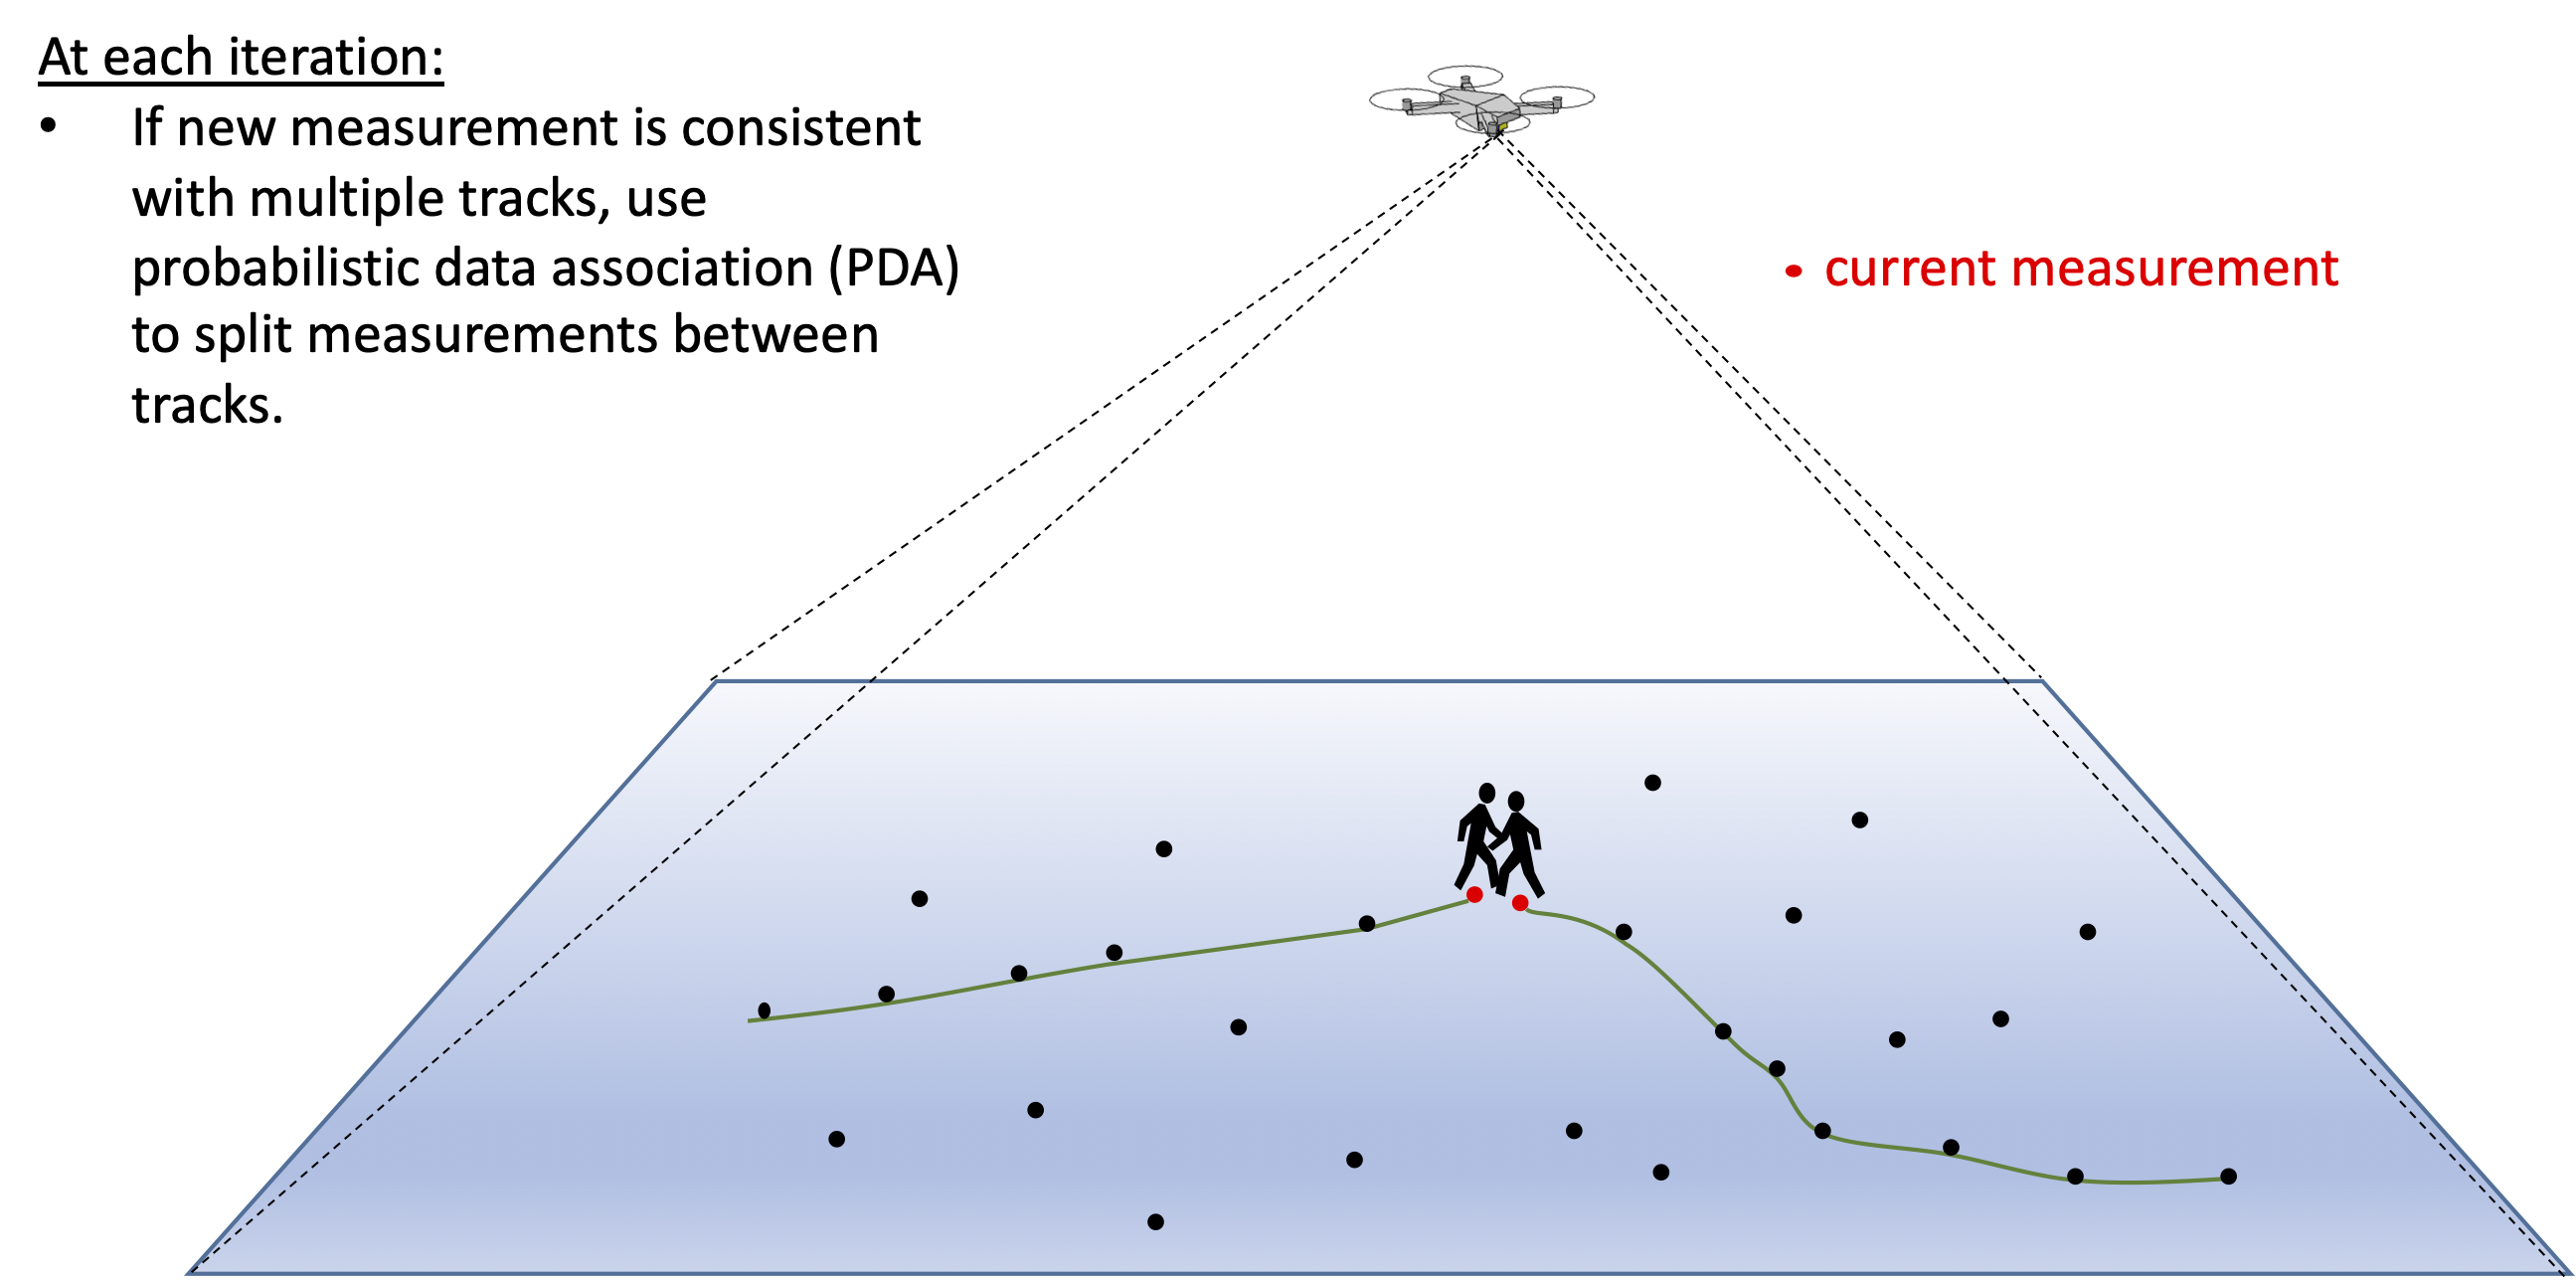 At each iteration:
• If new measurement is consistent
with multiple tracks, use
probabilistic data association (PDA)
to split measurements between
tracks.
current measurement